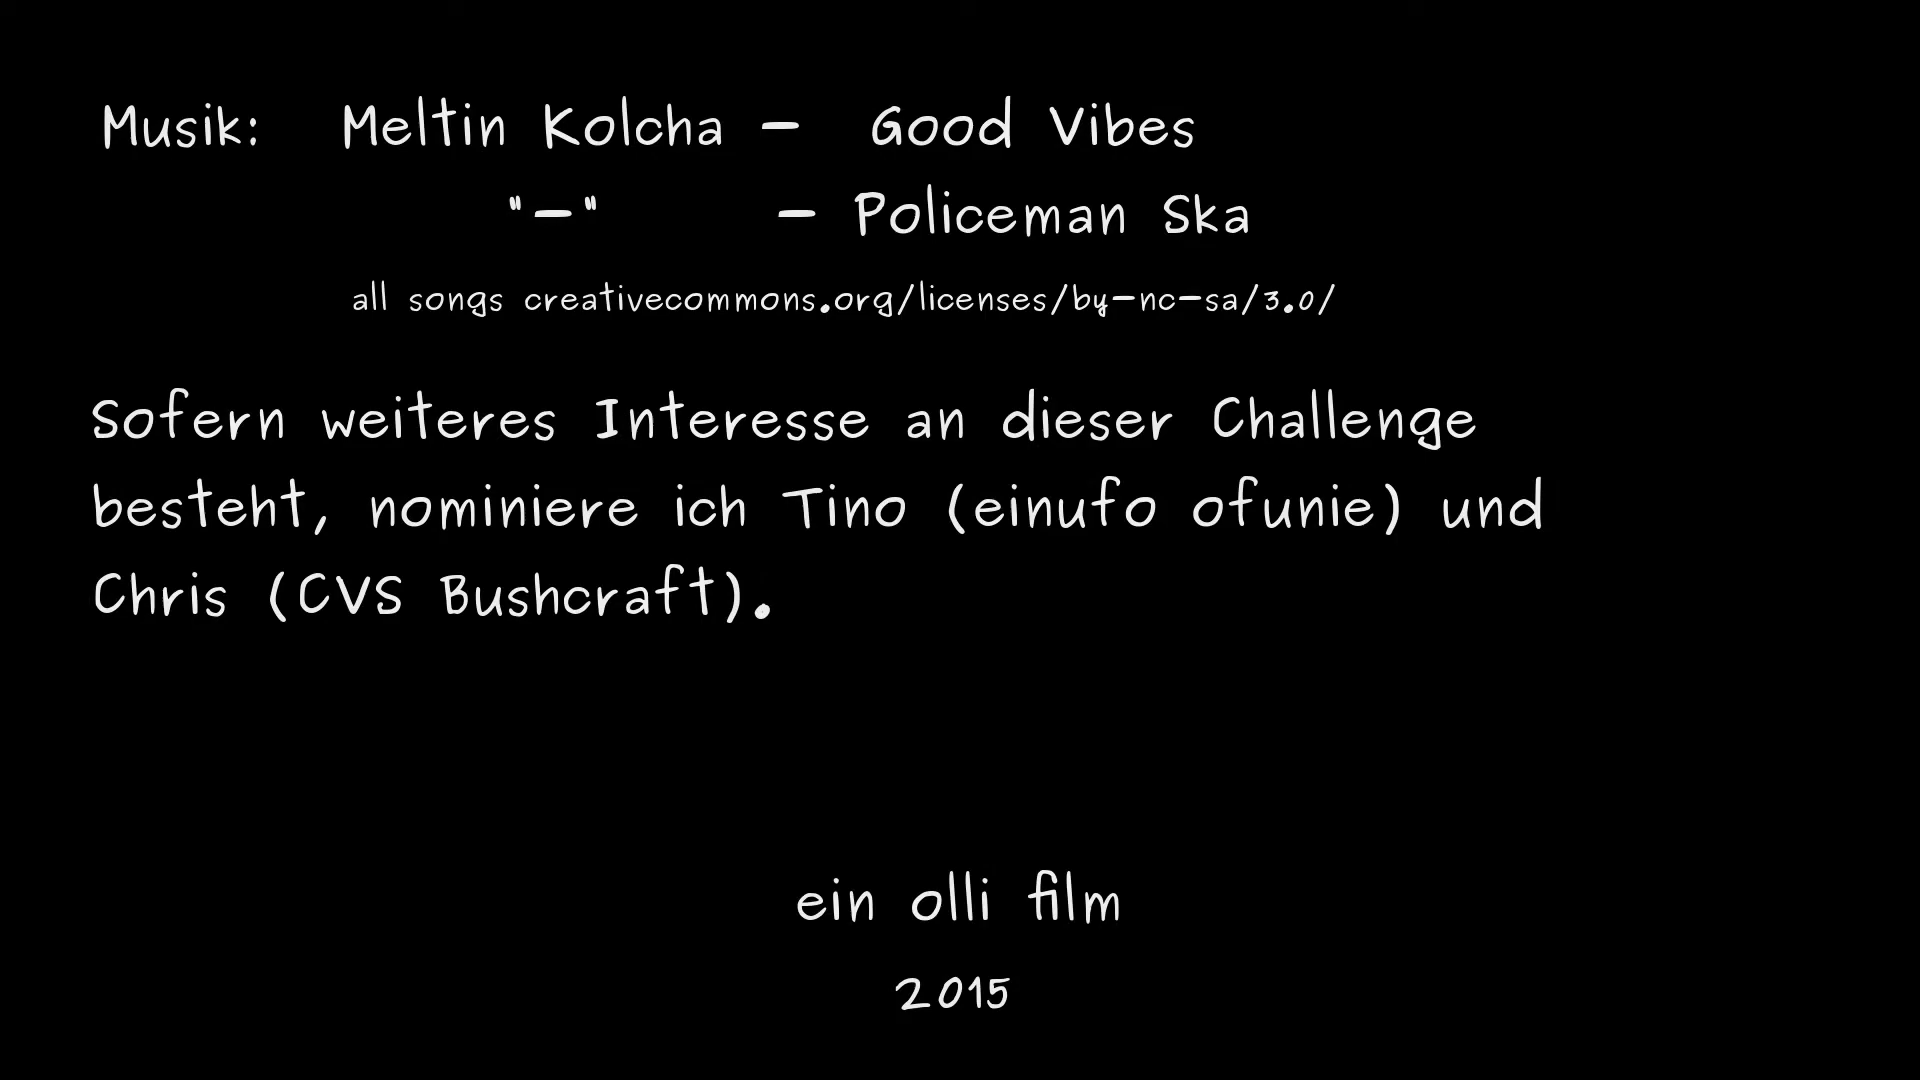 Musik: Meltin Kolcha – Good Vibes
"–" – Policeman Ska
all songs creativecommons.org/licenses/by-nc-sa/3.0/
Sofern weiteres Interesse an dieser Challenge
besteht, nominiere ich Tino (einufo ofunie) und
Chris (CVS Bushcraft).
ein olli film
2015